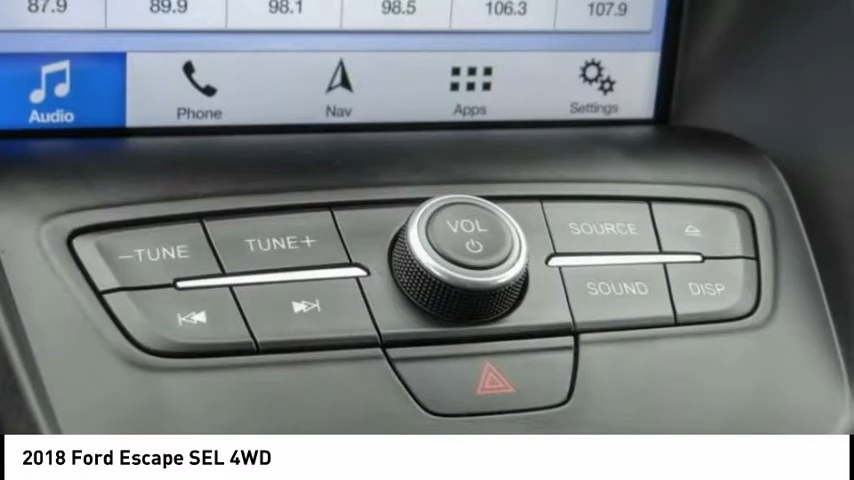 87.9 89.9 98.1 98.5 106.3 107.9
Audio Phone Nav Apps Settings
VOL
−TUNE TUNE+ SOURCE
SOUND DISP
2018 Ford Escape SEL 4WD